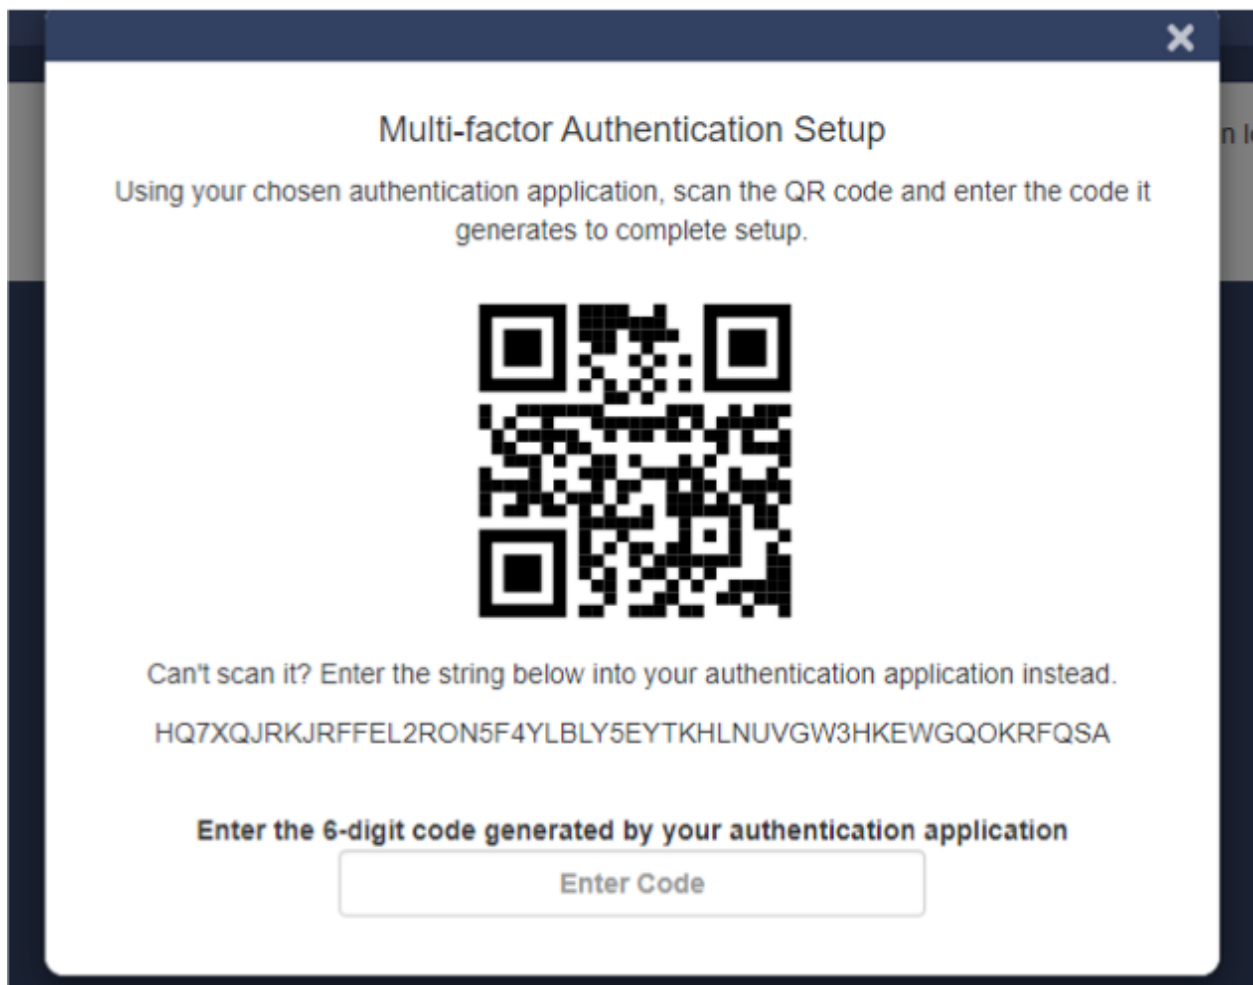 Multi-factor Authentication Setup
Using your chosen authentication application, scan the QR code and enter the code it
generates to complete setup.
Can't scan it? Enter the string below into your authentication application instead.
HQ7XQJRKJRFFEL2RON5F4YLBLY5EYTKHLNUVGW3HKEWGQOKRFQSA
Enter the 6-digit code generated by your authentication application
Enter Code